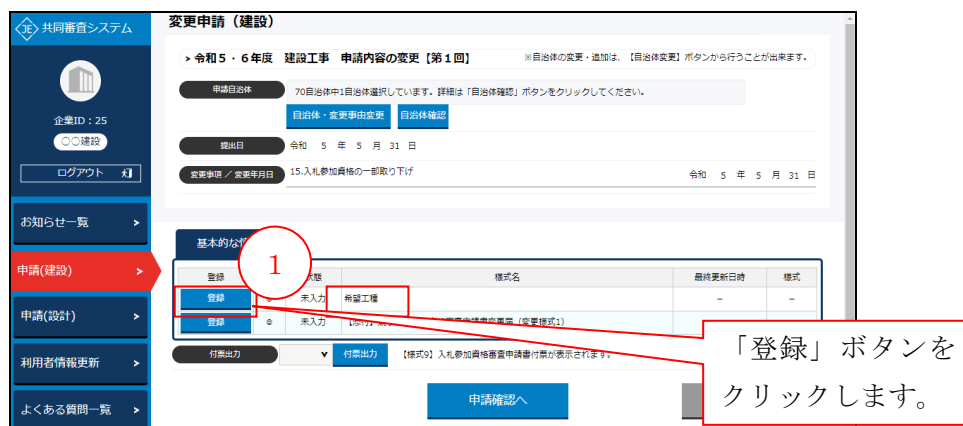 JE 共同審査システム
企業ID：25
○○建設
ログアウト
お知らせ一覧 >
申請(建設) >
申請(設計) >
利用者情報更新 >
よくある質問一覧 >
変更申請（建設）
> 令和5・6年度 建設工事 申請内容の変更【第1回】 ※自治体の変更・追加は、【自治体変更】ボタンから行うことが出来ます。
申請自治体 70自治体中1自治体選択しています。詳細は「自治体確認」ボタンをクリックしてください。
自治体・変更事由変更 自治体確認
提出日 令和 5 年 5 月 31 日
変更事項 / 変更年月日 15.入札参加資格の一部取り下げ 令和 5 年 5 月 31 日
基本的な
1
登録 状態 様式名 最終更新日時 様式
登録 ◎ 未入力 希望工種 － －
登録 ◎ 未入力 (変更様式1)
付票出力 付票出力 【様式9】入札参加資格審査申請書付票が表示されます。
申請確認へ
「登録」ボタンを
クリックします。